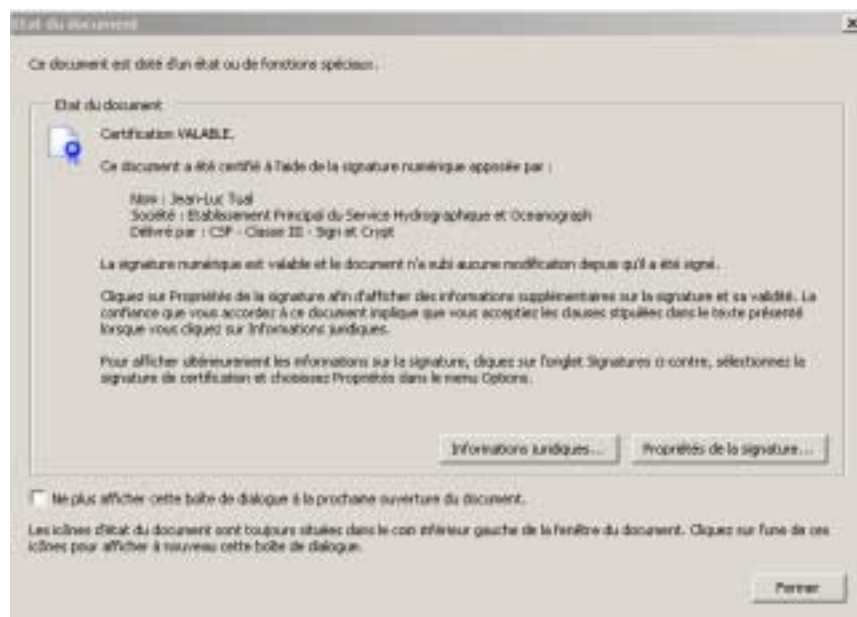 Etat du document
Ce document est doté d'un état ou de fonctions spéciaux.
Etat du document
Certification VALABLE.
Ce document a été certifié à l'aide de la signature numérique apposée par :
Nom : Jean-Luc Tual
Société : Etablissement Principal du Service Hydrographique et Oceanograph
Délivré par : CSF - Classe III - Sign et Crypt
La signature numérique est valable et le document n'a subi aucune modification depuis qu'il a été signé.
Cliquez sur Propriétés de la signature afin d'afficher des informations supplémentaires sur la signature et sa validité. La
confiance que vous accordez à ce document implique que vous acceptiez les clauses stipulées dans le texte présenté
lorsque vous cliquez sur Informations juridiques.
Pour afficher ultérieurement les informations sur la signature, cliquez sur l'onglet Signatures ci contre, sélectionnez la
signature de certification et choisissez Propriétés dans le menu Options.
Informations juridiques...
Propriétés de la signature...
Ne plus afficher cette boîte de dialogue à la prochaine ouverture du document.
Les icônes d'état du document sont toujours situées dans le coin inférieur gauche de la fenêtre du document. Cliquez sur l'une de ces
icônes pour afficher à nouveau cette boîte de dialogue.
Fermer